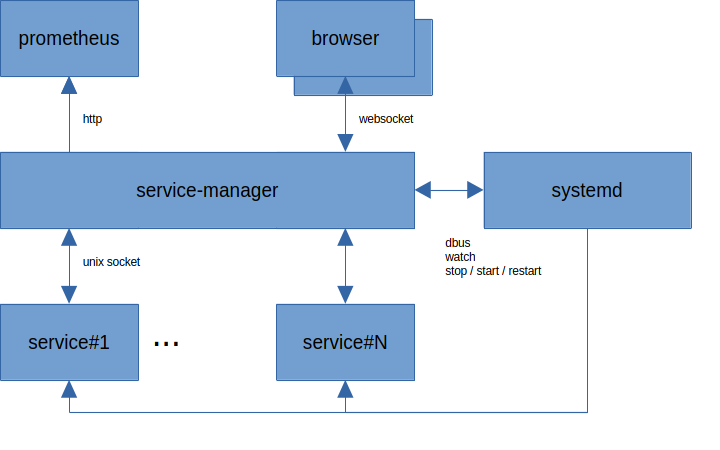 prometheus
browser
http
websocket
service-manager
systemd
dbus
watch
stop / start / restart
unix socket
service#1
...
service#N